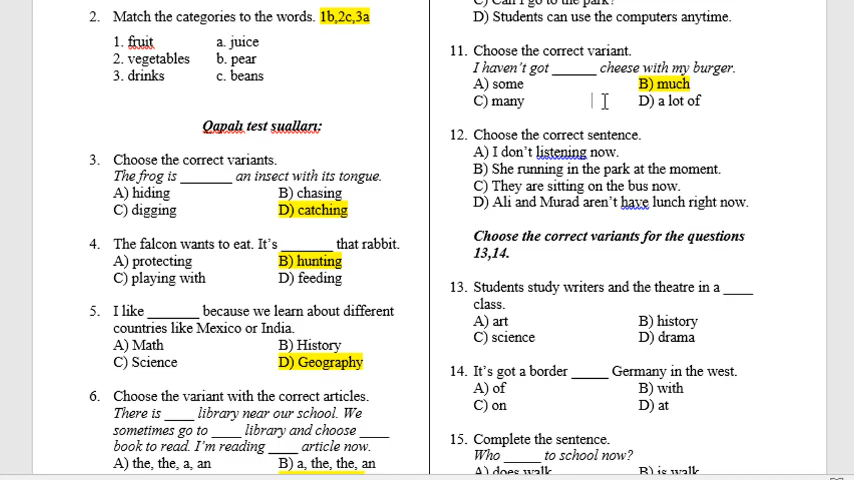 2. Match the categories to the words. 1b,2c,3a
1. fruit a. juice
2. vegetables b. pear
3. drinks c. beans
Qapalı test sualları:
3. Choose the correct variants.
The frog is ______ an insect with its tongue.
A) hiding B) chasing
C) digging D) catching
4. The falcon wants to eat. It’s ______ that rabbit.
A) protecting B) hunting
C) playing with D) feeding
5. I like ______ because we learn about different
countries like Mexico or India.
A) Math B) History
C) Science D) Geography
6. Choose the variant with the correct articles.
There is ____ library near our school. We
sometimes go to ____ library and choose ____
book to read. I’m reading ____ article now.
A) the, the, a, an B) a, the, the, an
D) Students can use the computers anytime.
11. Choose the correct variant.
I haven’t got ______ cheese with my burger.
A) some B) much
C) many D) a lot of
12. Choose the correct sentence.
A) I don’t listening now.
B) She running in the park at the moment.
C) They are sitting on the bus now.
D) Ali and Murad aren’t have lunch right now.
Choose the correct variants for the questions
13,14.
13. Students study writers and the theatre in a ____
class.
A) art B) history
C) science D) drama
14. It’s got a border _____ Germany in the west.
A) of B) with
C) on D) at
15. Complete the sentence.
Who _____ to school now?
A) does walk B) is walk